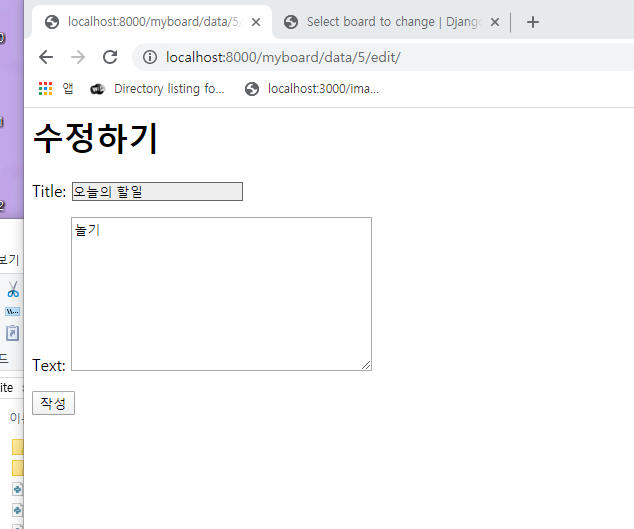 localhost:8000/myboard/data/5/ Select board to change | Djang
localhost:8000/myboard/data/5/edit/
앱 Directory listing fo... localhost:3000/ima...
수정하기
Title: 오늘의 할일
놀기
Text:
작성
보기
드
ite